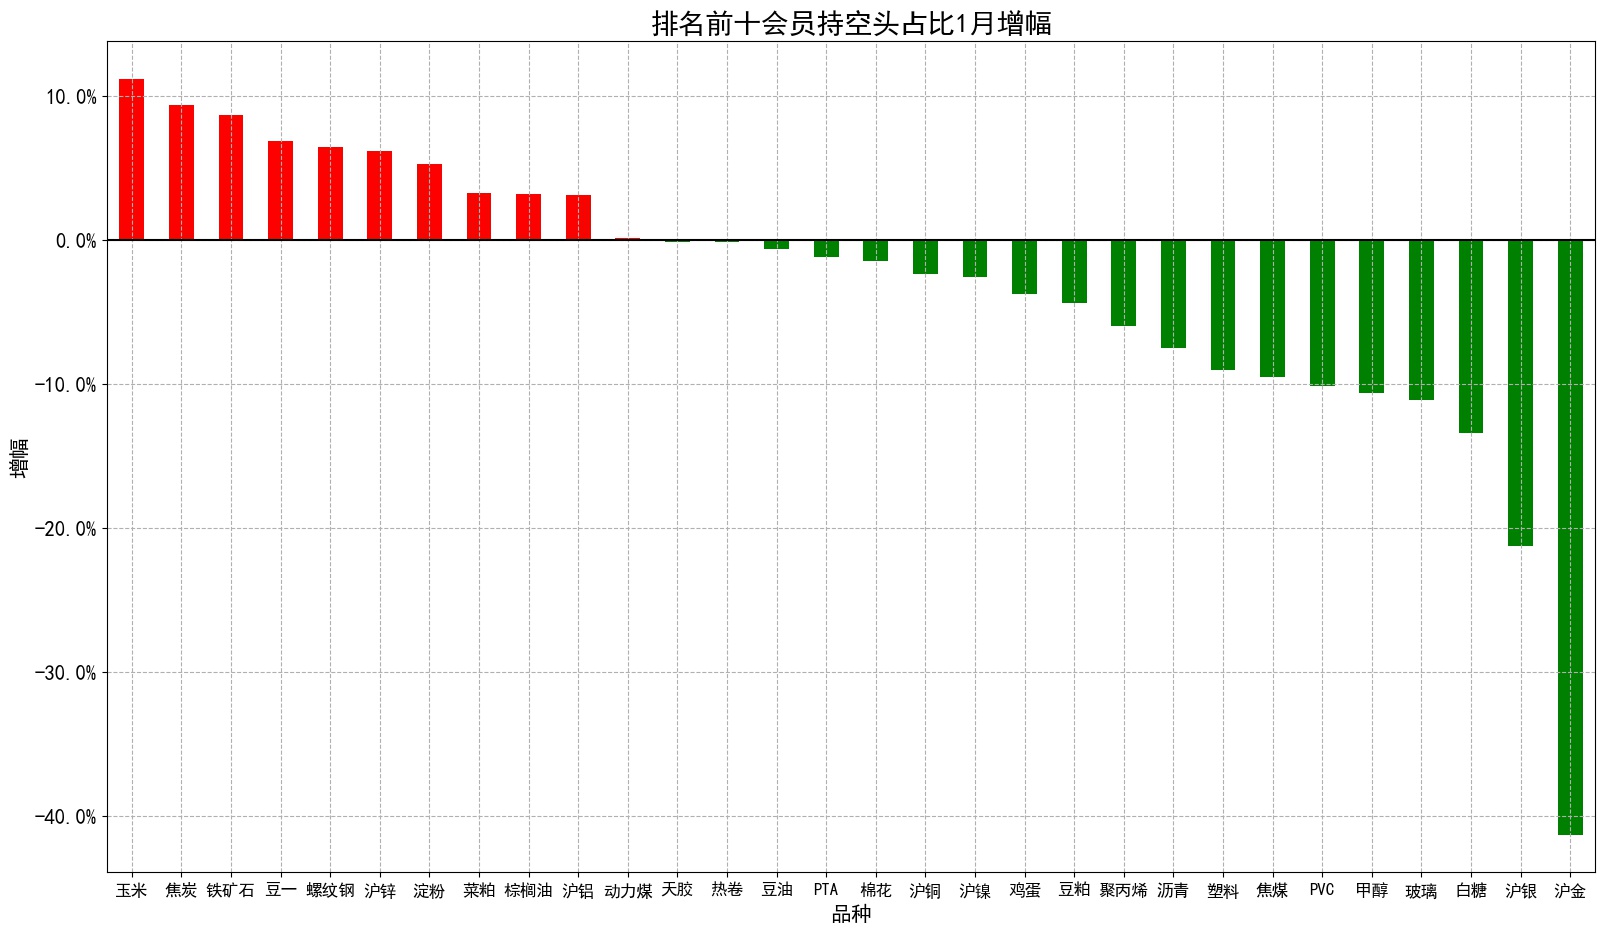 排名前十会员持空头占比1月增幅
10.0%
0.0%
-10.0%
-20.0%
-30.0%
-40.0%
增幅
玉米 焦炭 铁矿石 豆一 螺纹钢 沪锌 淀粉 菜粕 棕榈油 沪铝 动力煤 天胶 热卷 豆油 PTA 棉花 沪铜 沪镍 鸡蛋 豆粕 聚丙烯 沥青 塑料 焦煤 PVC 甲醇 玻璃 白糖 沪银 沪金
品种